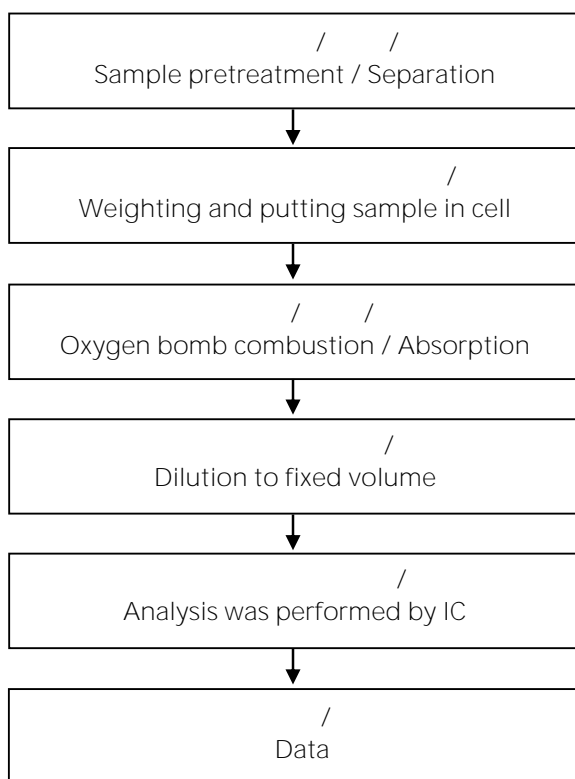 / /
Sample pretreatment / Separation
/
Weighting and putting sample in cell
/ /
Oxygen bomb combustion / Absorption
/
Dilution to fixed volume
/
Analysis was performed by IC
/
Data